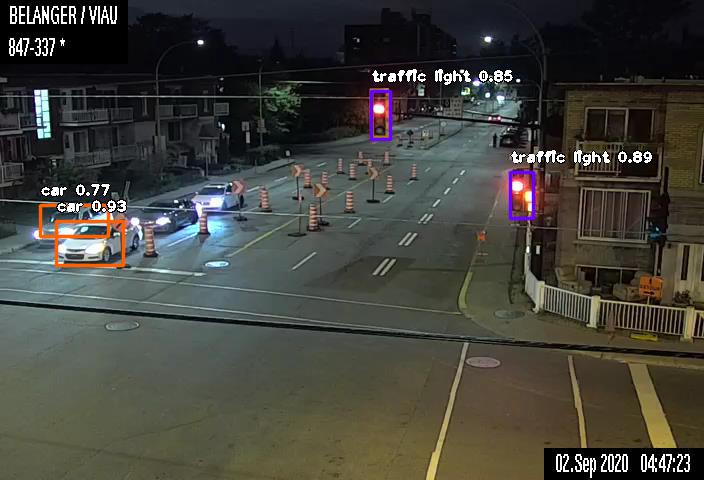 BELANGER / VIAU
847-337 *
traffic light 0.85
traffic light 0.89
car 0.77
car 0.93
02.Sep 2020 04:47:23